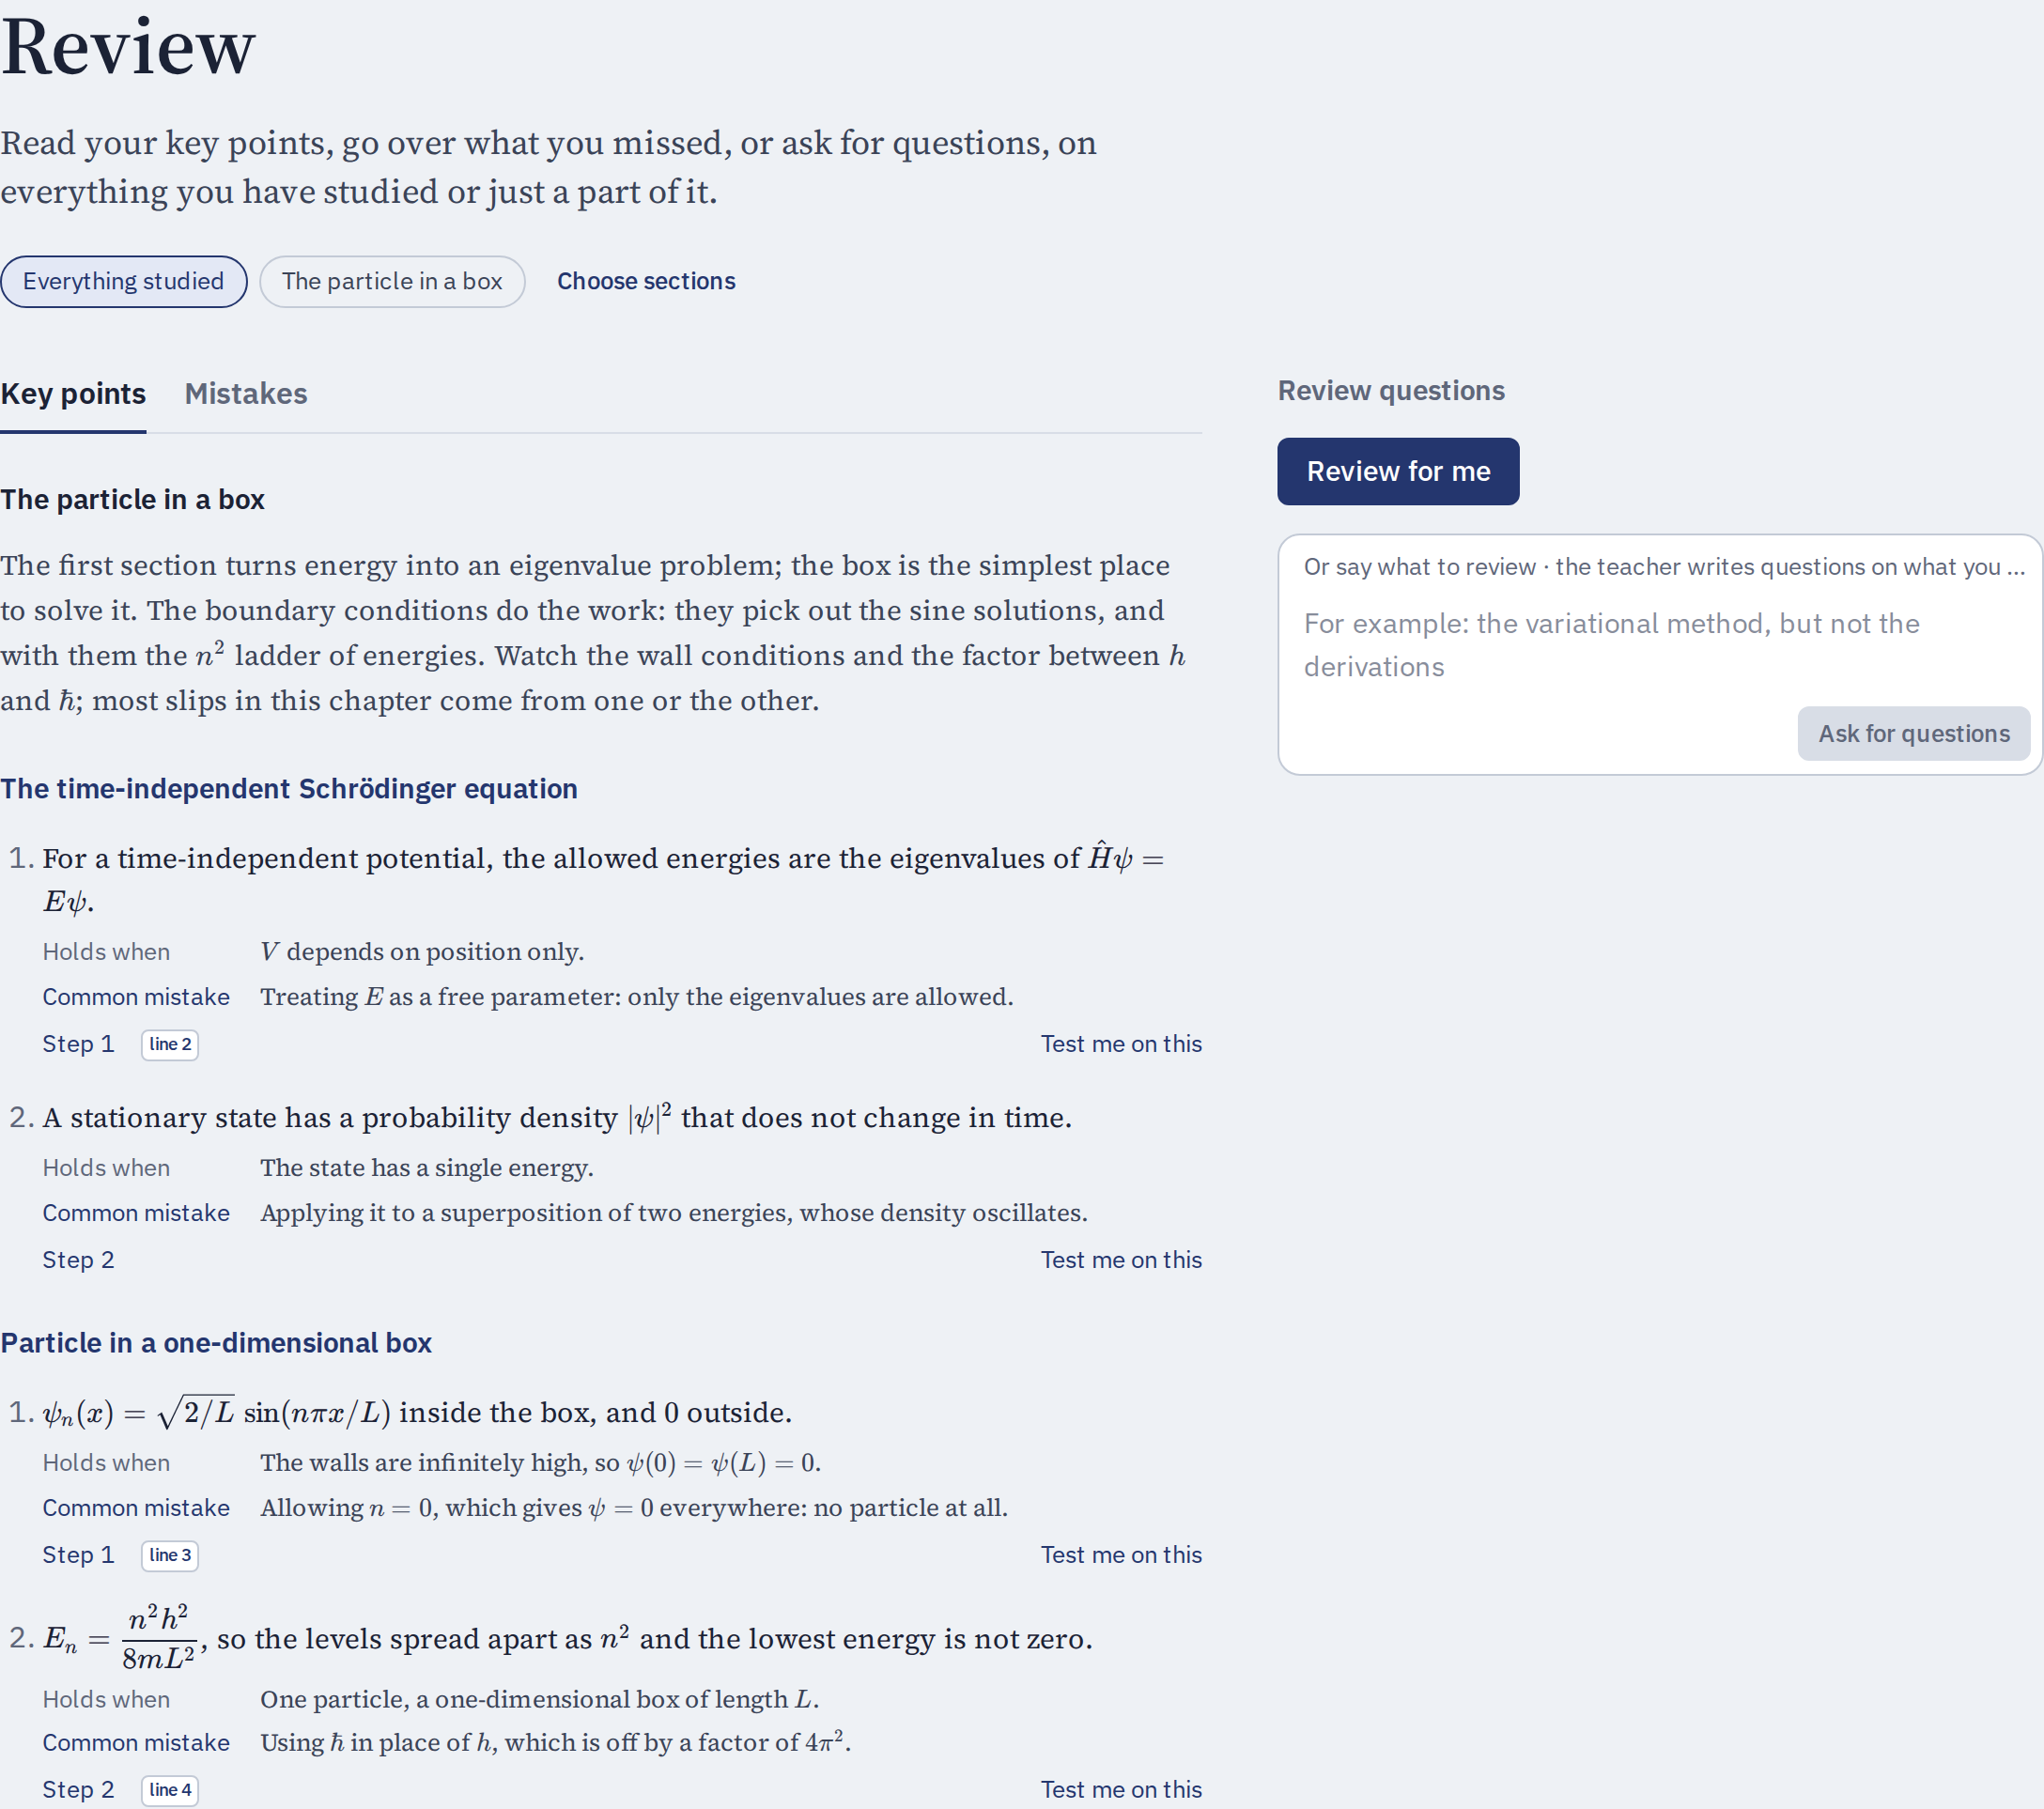 Review
Read your key points, go over what you missed, or ask for questions, on
everything you have studied or just a part of it.
Everything studied
The particle in a box
Choose sections
Key points
Mistakes
The particle in a box
The first section turns energy into an eigenvalue problem; the box is the simplest place
to solve it. The boundary conditions do the work: they pick out the sine solutions, and
with them the n² ladder of energies. Watch the wall conditions and the factor between h
and ħ; most slips in this chapter come from one or the other.
The time-independent Schrödinger equation
1. For a time-independent potential, the allowed energies are the eigenvalues of Ĥψ =
Eψ.
Holds when V depends on position only.
Common mistake Treating E as a free parameter: only the eigenvalues are allowed.
Step 1 line 2 Test me on this
2. A stationary state has a probability density |ψ|² that does not change in time.
Holds when The state has a single energy.
Common mistake Applying it to a superposition of two energies, whose density oscillates.
Step 2 Test me on this
Particle in a one-dimensional box
1. ψₙ(x) = √(2/L) sin(nπx/L) inside the box, and 0 outside.
Holds when The walls are infinitely high, so ψ(0) = ψ(L) = 0.
Common mistake Allowing n = 0, which gives ψ = 0 everywhere: no particle at all.
Step 1 line 3 Test me on this
2. Eₙ = n²h²/8mL², so the levels spread apart as n² and the lowest energy is not zero.
Holds when One particle, a one-dimensional box of length L.
Common mistake Using ħ in place of h, which is off by a factor of 4π².
Step 2 line 4 Test me on this
Review questions
Review for me
Or say what to review · the teacher writes questions on what you ...
For example: the variational method, but not the
derivations
Ask for questions